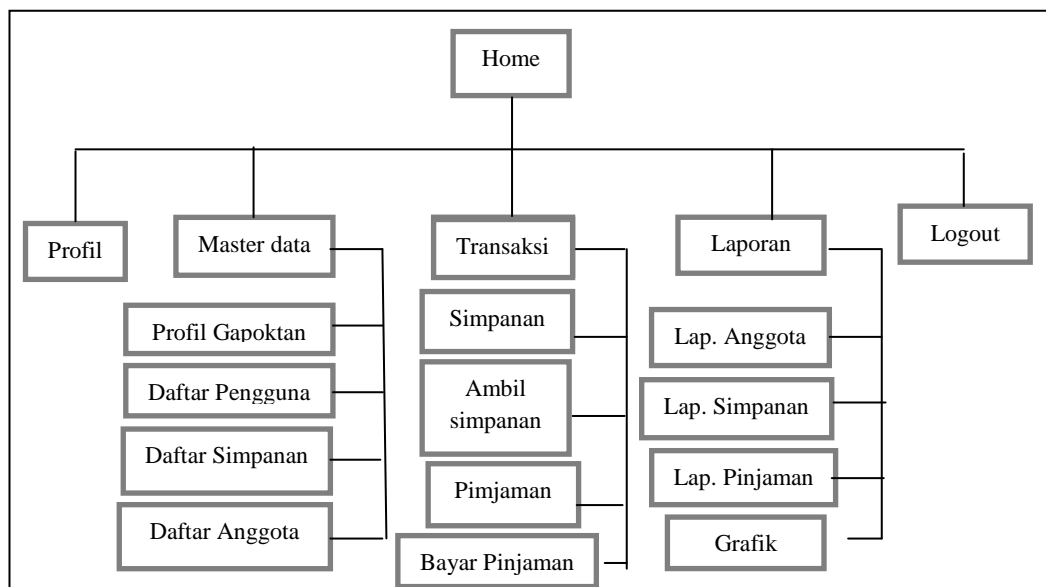 Home
Profil
Master data
Transaksi
Laporan
Logout
Profil Gapoktan
Daftar Pengguna
Daftar Simpanan
Daftar Anggota
Simpanan
Ambil
simpanan
Pimjaman
Bayar Pinjaman
Lap. Anggota
Lap. Simpanan
Lap. Pinjaman
Grafik